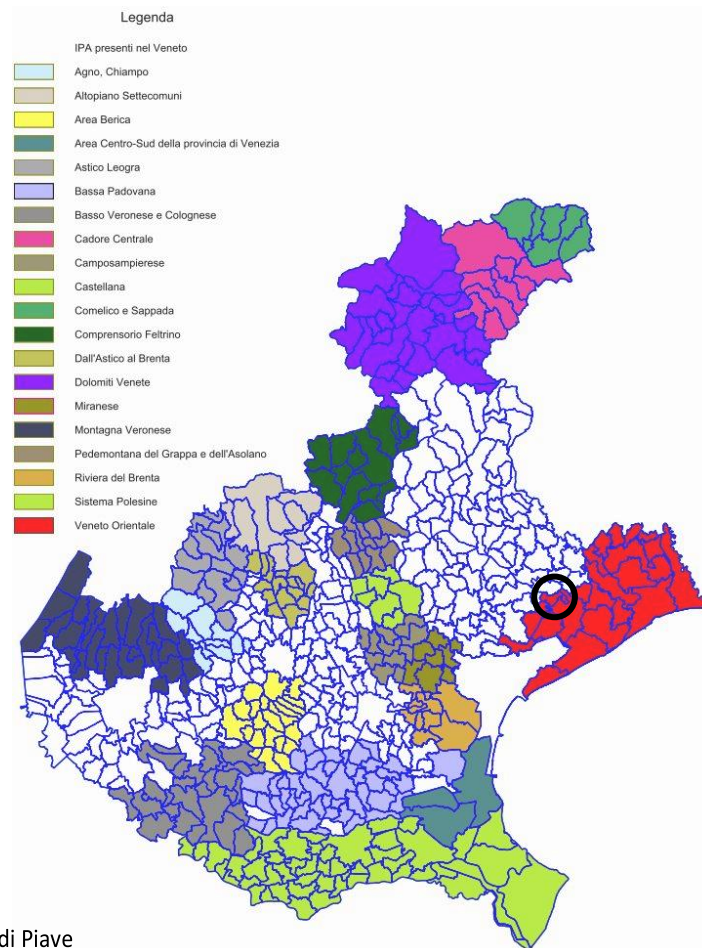 Legenda
IPA presenti nel Veneto
Agno, Chiampo
Altopiano Settecomuni
Area Berica
Area Centro-Sud della provincia di Venezia
Astico Leogra
Bassa Padovana
Basso Veronese e Colognese
Cadore Centrale
Camposampierese
Castellana
Comelico e Sappada
Comprensorio Feltrino
Dall'Astico al Brenta
Dolomiti Venete
Miranese
Montagna Veronese
Pedemontana del Grappa e dell'Asolano
Riviera del Brenta
Sistema Polesine
Veneto Orientale
di Piave